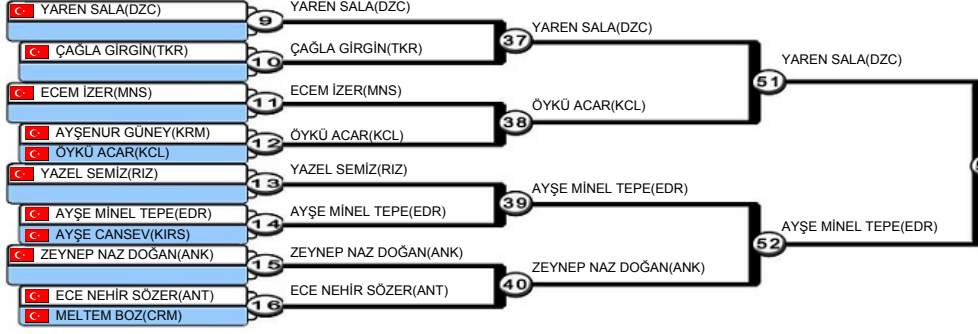 YAREN SALA(DZC)
ÇAĞLA GİRGİN(TKR)
ECEM İZER(MNS)
AYŞENUR GÜNEY(KRM)
ÖYKÜ ACAR(KCL)
YAZEL SEMİZ(RIZ)
AYŞE MİNEL TEPE(EDR)
AYŞE CANSEV(KIRS)
ZEYNEP NAZ DOĞAN(ANK)
ECE NEHİR SÖZER(ANT)
MELTEM BOZ(CRM)
9
10
11
12
13
14
15
16
YAREN SALA(DZC)
ÇAĞLA GİRGİN(TKR)
ECEM İZER(MNS)
ÖYKÜ ACAR(KCL)
YAZEL SEMİZ(RIZ)
AYŞE MİNEL TEPE(EDR)
ZEYNEP NAZ DOĞAN(ANK)
ECE NEHİR SÖZER(ANT)
37
38
39
40
YAREN SALA(DZC)
ÖYKÜ ACAR(KCL)
AYŞE MİNEL TEPE(EDR)
ZEYNEP NAZ DOĞAN(ANK)
51
52
YAREN SALA(DZC)
AYŞE MİNEL TEPE(EDR)